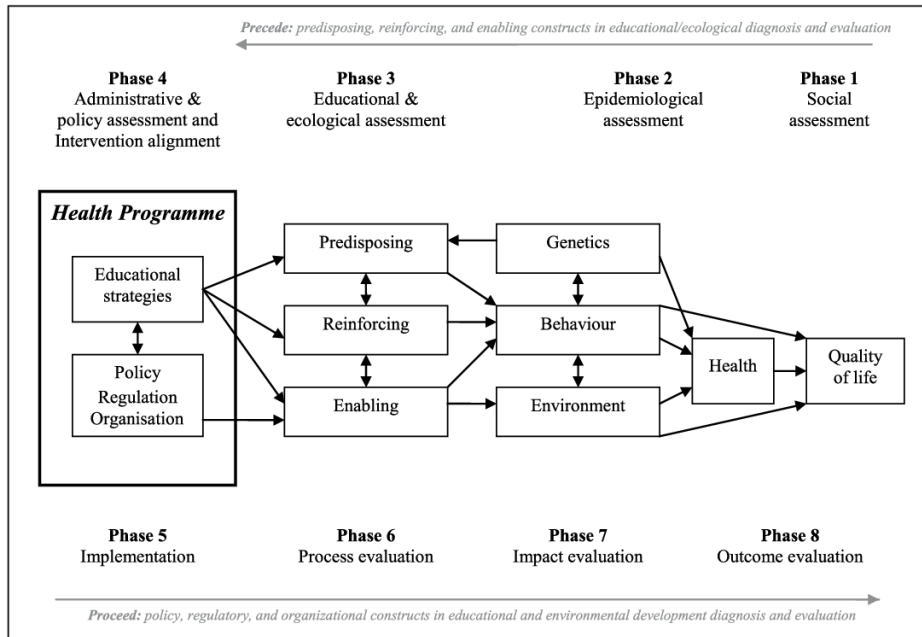 Precede: predisposing, reinforcing, and enabling constructs in educational/ecological diagnosis and evaluation
Phase 4
Administrative &
policy assessment and
Intervention alignment
Phase 3
Educational &
ecological assessment
Phase 2
Epidemiological
assessment
Phase 1
Social
assessment
Health Programme
Educational
strategies
Policy
Regulation
Organisation
Predisposing
Reinforcing
Enabling
Genetics
Behaviour
Environment
Health
Quality
of life
Phase 5
Implementation
Phase 6
Process evaluation
Phase 7
Impact evaluation
Phase 8
Outcome evaluation
Proceed: policy, regulatory, and organizational constructs in educational and environmental development diagnosis and evaluation